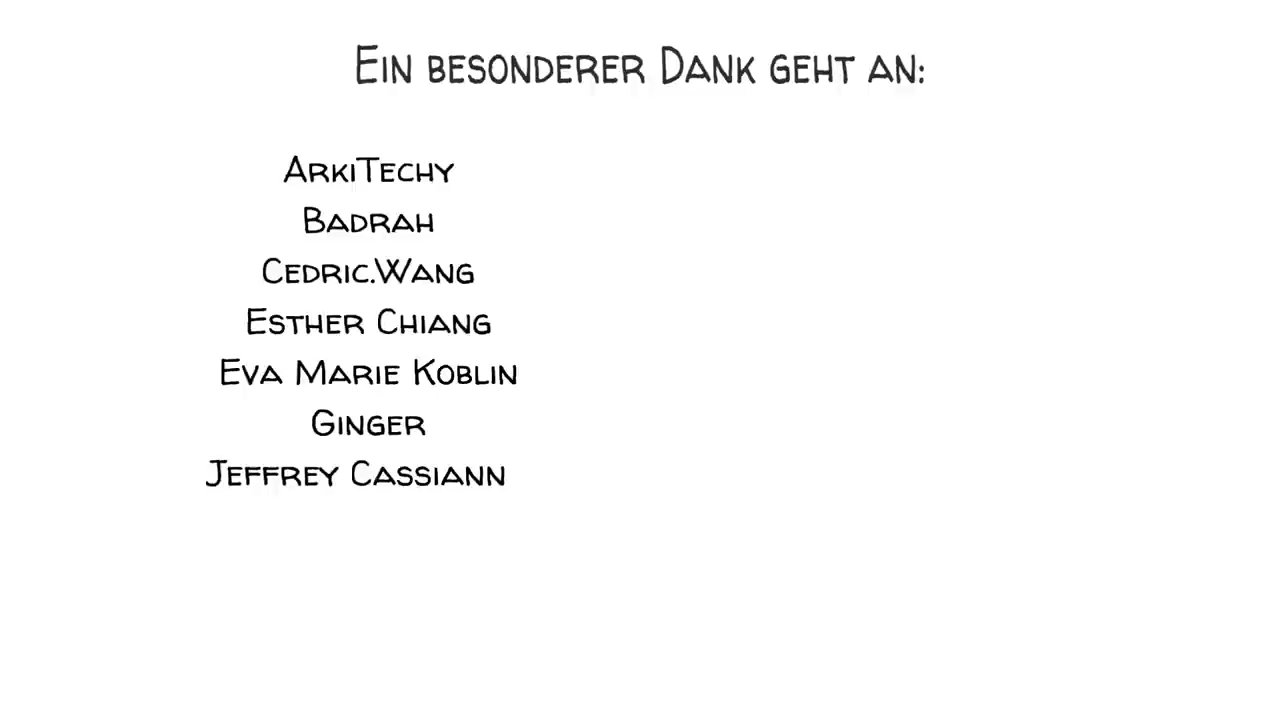 Ein besonderer Dank geht an:
ArkiTechy
Badrah
Cedric.Wang
Esther Chiang
Eva Marie Koblin
Ginger
Jeffrey Cassiann